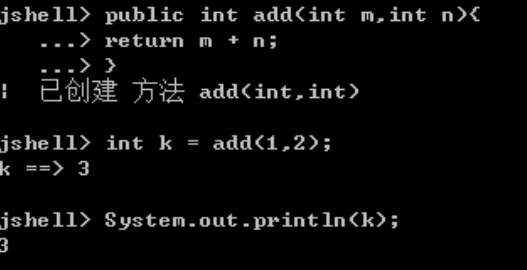 jshell> public int add(int m,int n){
...> return m + n;
...> }
| 已创建 方法 add(int,int)
jshell> int k = add(1,2);
k ==> 3
jshell> System.out.println(k);
3